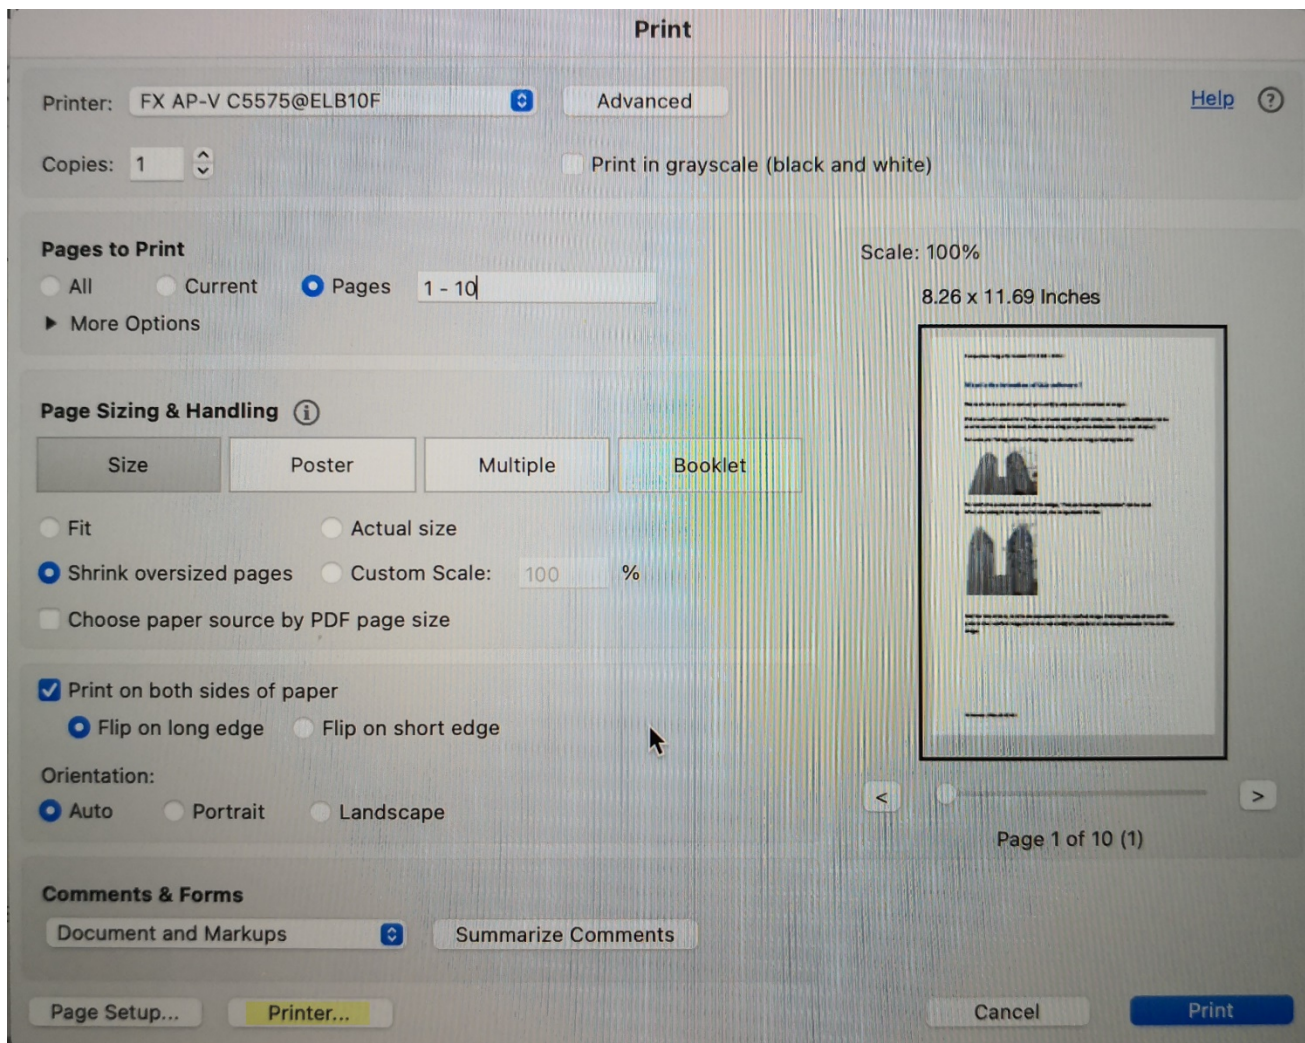 Print
Printer: FX AP-V C5575@ELB10F Advanced Help ?
Copies: 1 Print in grayscale (black and white)
Pages to Print
All Current Pages 1 - 10
More Options
Scale: 100%
8.26 x 11.69 Inches
Page Sizing & Handling i
Size Poster Multiple Booklet
Fit Actual size
Shrink oversized pages Custom Scale: 100 %
Choose paper source by PDF page size
Print on both sides of paper
Flip on long edge Flip on short edge
Orientation:
Auto Portrait Landscape
< >
Page 1 of 10 (1)
Comments & Forms
Document and Markups Summarize Comments
Page Setup... Printer... Cancel Print